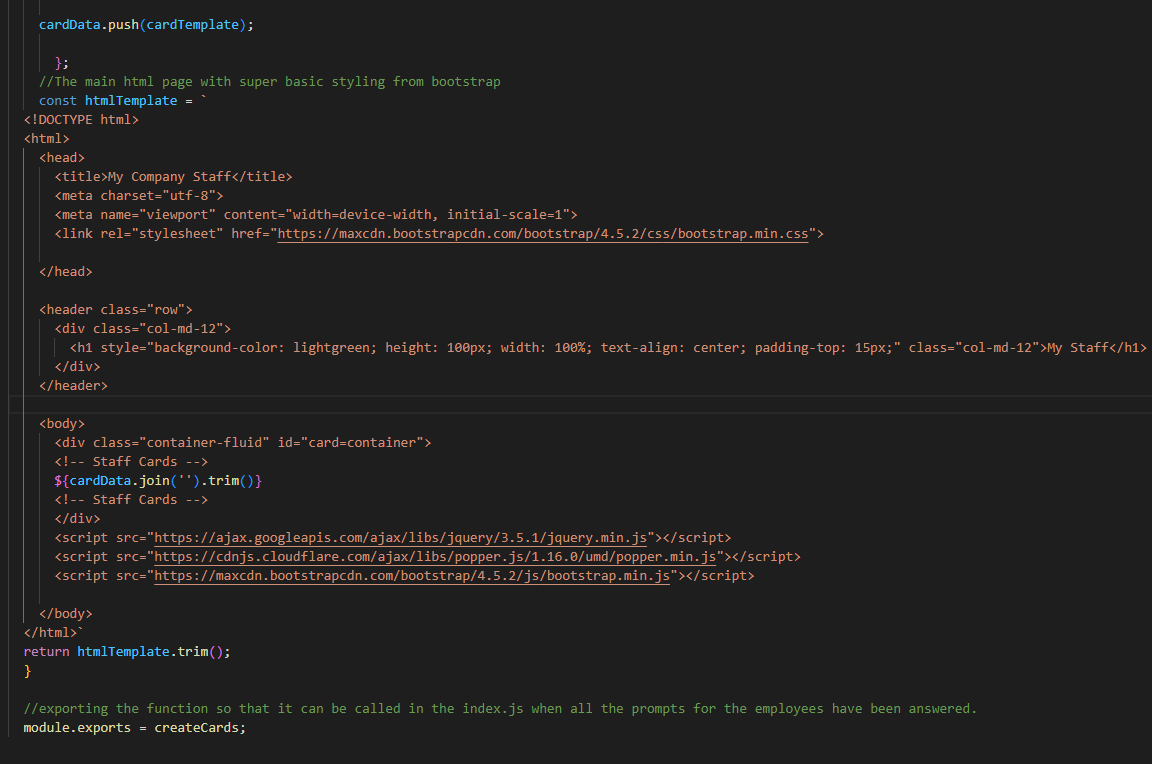 cardData.push(cardTemplate);
};
//The main html page with super basic styling from bootstrap
const htmlTemplate = `
<!DOCTYPE html>
<html>
<head>
<title>My Company Staff</title>
<meta charset="utf-8">
<meta name="viewport" content="width=device-width, initial-scale=1">
<link rel="stylesheet" href="https://maxcdn.bootstrapcdn.com/bootstrap/4.5.2/css/bootstrap.min.css">
</head>
<header class="row">
<div class="col-md-12">
<h1 style="background-color: lightgreen; height: 100px; width: 100%; text-align: center; padding-top: 15px;" class="col-md-12">My Staff</h1>
</div>
</header>
<body>
<div class="container-fluid" id="card=container">
<!-- Staff Cards -->
${cardData.join('').trim()}
<!-- Staff Cards -->
</div>
<script src="https://ajax.googleapis.com/ajax/libs/jquery/3.5.1/jquery.min.js"></script>
<script src="https://cdnjs.cloudflare.com/ajax/libs/popper.js/1.16.0/umd/popper.min.js"></script>
<script src="https://maxcdn.bootstrapcdn.com/bootstrap/4.5.2/js/bootstrap.min.js"></script>
</body>
</html>`
return htmlTemplate.trim();
}
//exporting the function so that it can be called in the index.js when all the prompts for the employees have been answered.
module.exports = createCards;